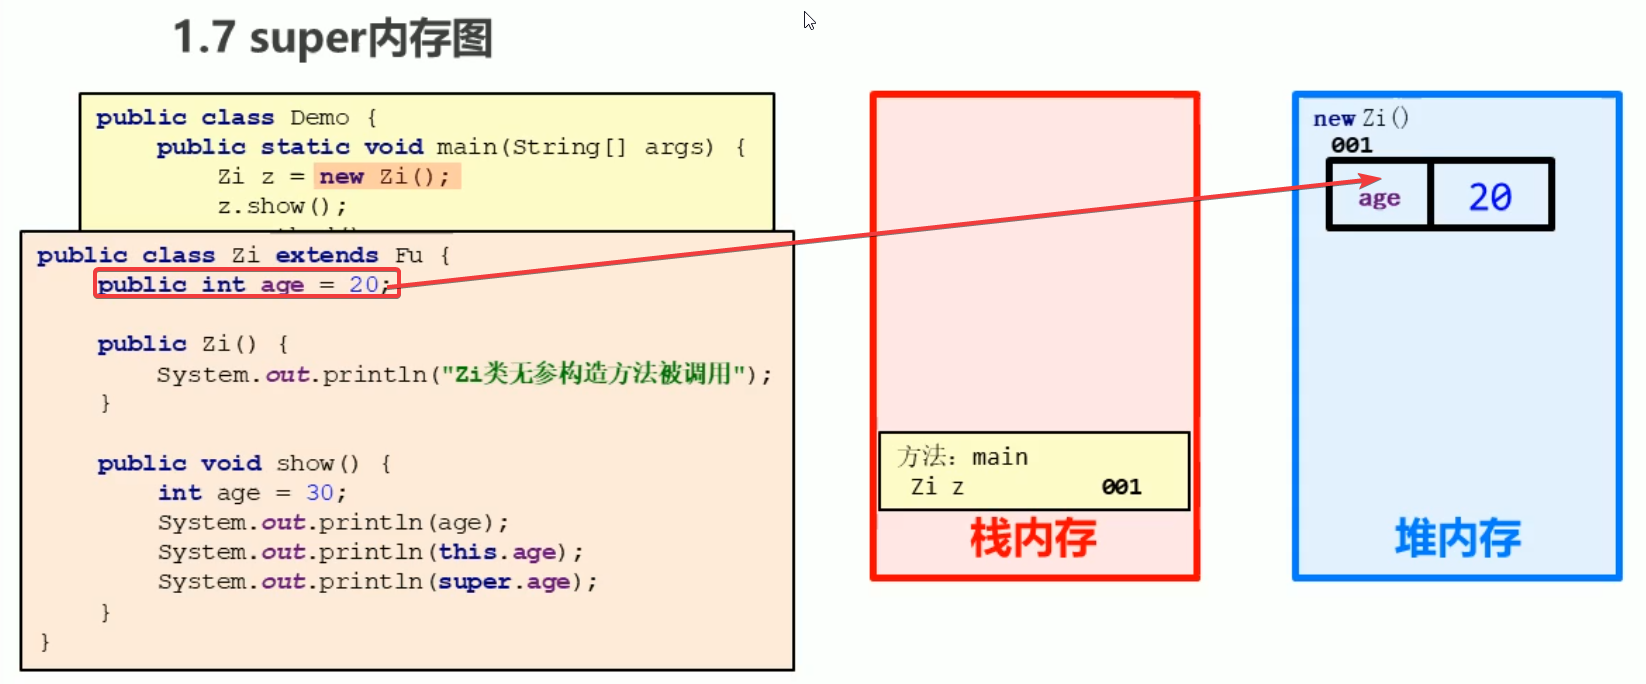 1.7 super内存图
public class Demo {
public static void main(String[] args) {
Zi z = new Zi();
z.show();
public class Zi extends Fu {
public int age = 20;
public Zi() {
System.out.println("Zi类无参构造方法被调用");
}
public void show() {
int age = 30;
System.out.println(age);
System.out.println(this.age);
System.out.println(super.age);
}
}
方法：main
Zi z 001
栈内存
new Zi()
001
age 20
堆内存